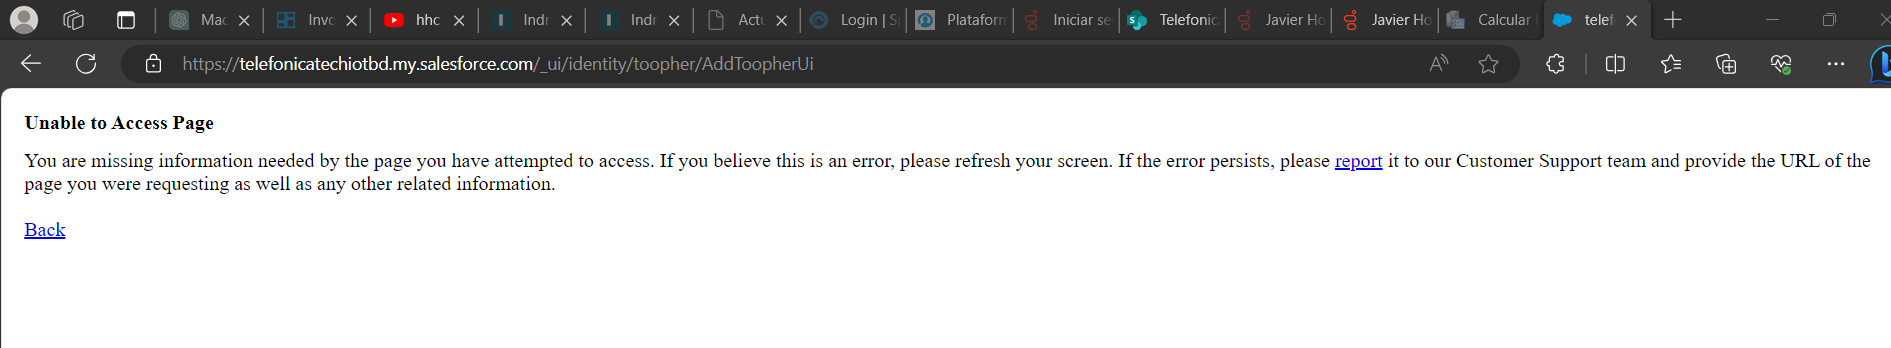 Mac
Invc
hhc
Indr
Indr
Actu
Login | Sp
Plataform
Iniciar se
Telefonic
Javier Ho
Javier Ho
Calcular
telef
https://telefonicatechiotbd.my.salesforce.com/_ui/identity/toopher/AddToopherUi
Unable to Access Page
You are missing information needed by the page you have attempted to access. If you believe this is an error, please refresh your screen. If the error persists, please report it to our Customer Support team and provide the URL of the
page you were requesting as well as any other related information.
Back